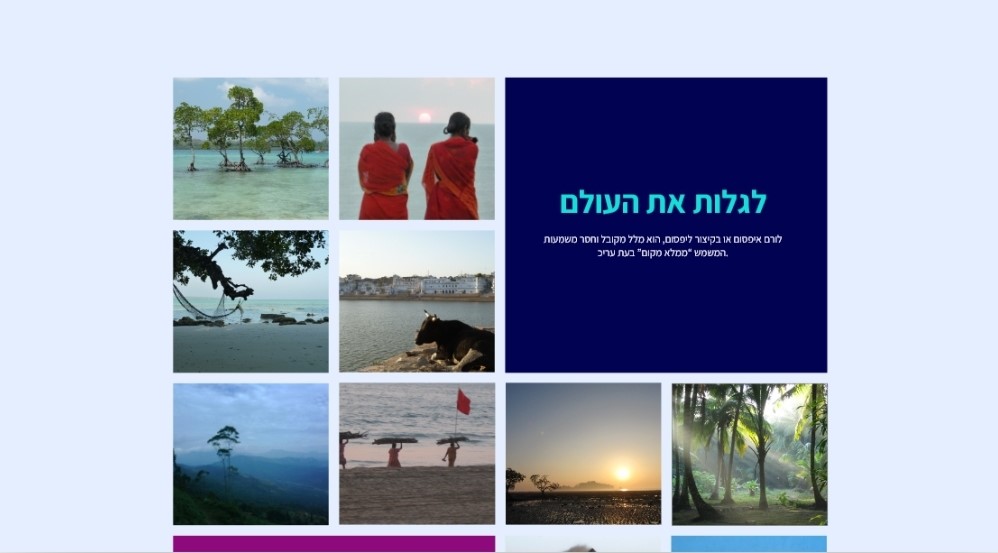 לגלות את העולם
לורם איפסום או בקיצור ליפסום, הוא מלל מקובל וחסר משמעות
המשמש "ממלא מקום" בעת עריכ.